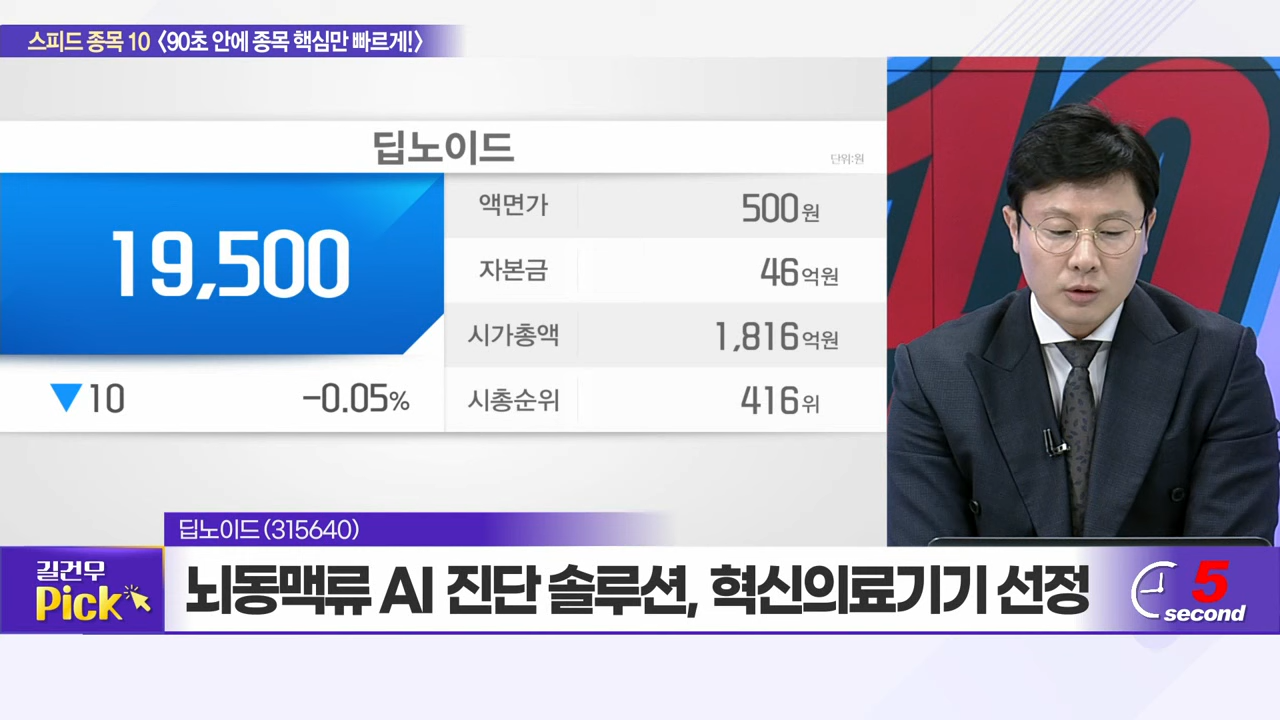 스피드 종목 10 〈90초 안에 종목 핵심만 빠르게!〉
딥노이드
단위:원
19,500
▼10 -0.05%
액면가 500원
자본금 46억원
시가총액 1,816억원
시총순위 416위
10
딥노이드 (315640)
길건무
Pick
뇌동맥류 AI 진단 솔루션, 혁신의료기기 선정
5
second